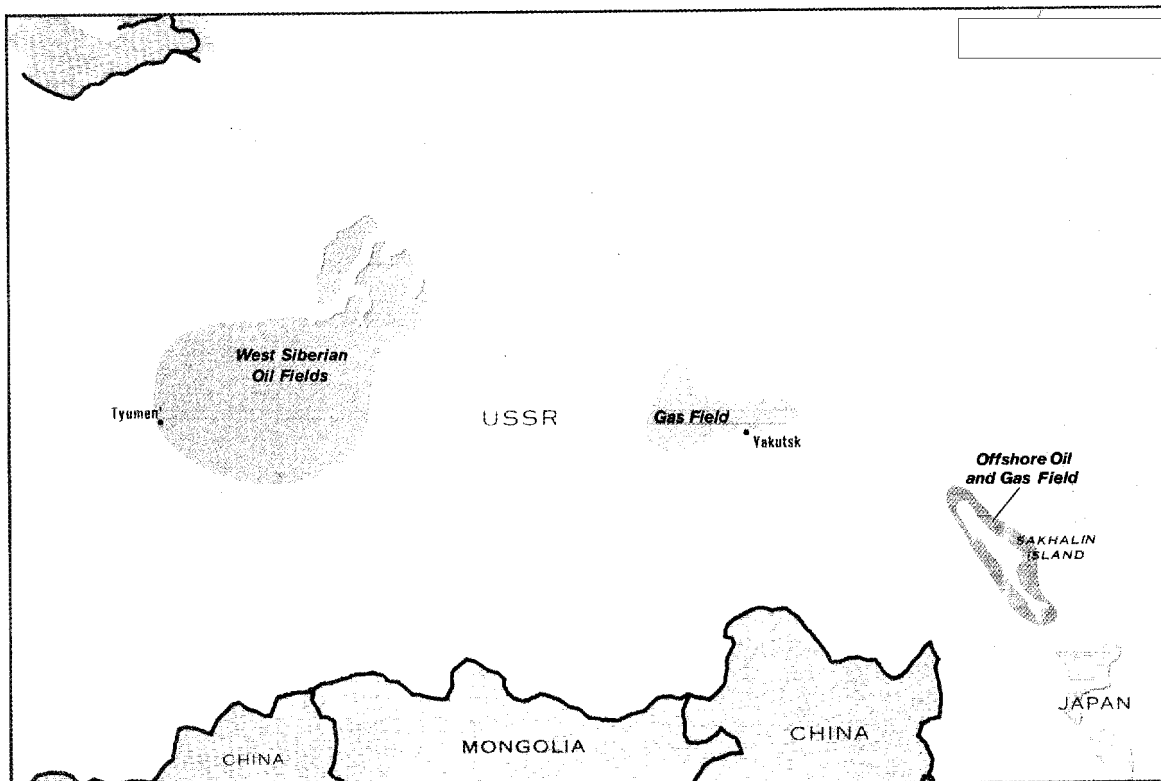 West Siberian
Oil Fields
Tyumen'
USSR
Gas Field
Yakutsk
Offshore Oil
and Gas Field
SAKHALIN
ISLAND
JAPAN
CHINA
MONGOLIA
CHINA